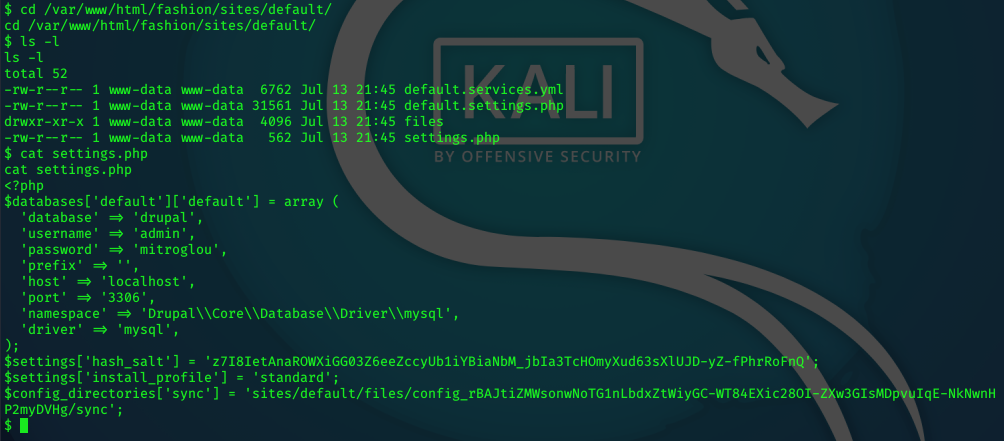 $ cd /var/www/html/fashion/sites/default/
cd /var/www/html/fashion/sites/default/
$ ls -l
ls -l
total 52
-rw-r--r-- 1 www-data www-data  6762 Jul 13 21:45 default.services.yml
-rw-r--r-- 1 www-data www-data 31561 Jul 13 21:45 default.settings.php
drwxr-xr-x 1 www-data www-data  4096 Jul 13 21:45 files
-rw-r--r-- 1 www-data www-data   562 Jul 13 21:45 settings.php
$ cat settings.php
cat settings.php
<?php
$databases['default']['default'] = array (
  'database' => 'drupal',
  'username' => 'admin',
  'password' => 'mitroglou',
  'prefix' => '',
  'host' => 'localhost',
  'port' => '3306',
  'namespace' => 'Drupal\\Core\\Database\\Driver\\mysql',
  'driver' => 'mysql',
);
$settings['hash_salt'] = 'z7I8IetAnaROWXiGG03Z6eeZccyUb1iYBiaNbM_jbIa3TcHOmyXud63sXlUJD-yZ-fPhrRoFnQ';
$settings['install_profile'] = 'standard';
$config_directories['sync'] = 'sites/default/files/config_rBAJtiZMWsonwNoTG1nLbdxZtWiyGC-WT84EXic28OI-ZXw3GIsMDpvuIqE-NkNwnH
P2myDVHg/sync';
$
KALI
BY OFFENSIVE SECURITY